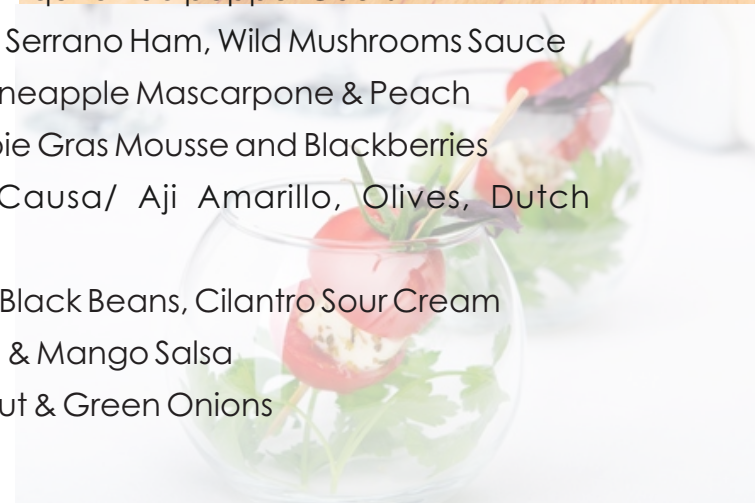 Serrano Ham, Wild Mushrooms Sauce
neapple Mascarpone & Peach
ie Gras Mousse and Blackberries
Causa/ Aji Amarillo, Olives, Dutch
Black Beans, Cilantro Sour Cream
& Mango Salsa
ut & Green Onions